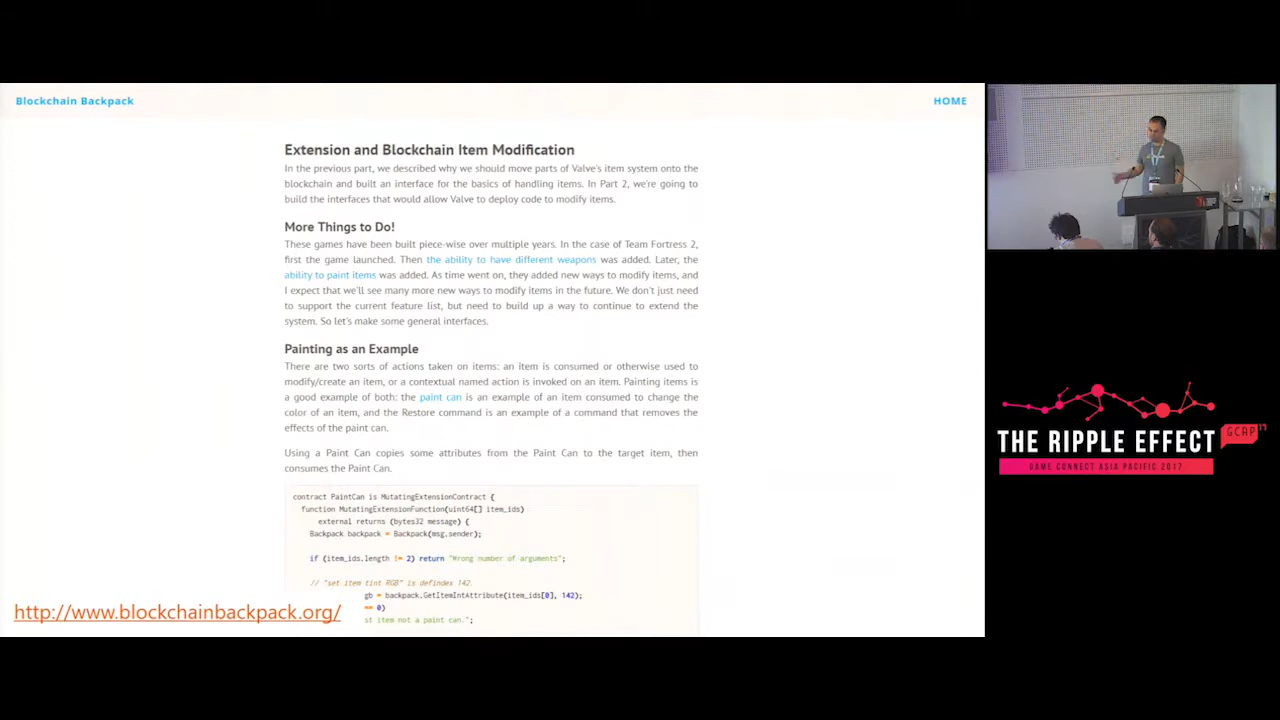 Blockchain Backpack
HOME
Extension and Blockchain Item Modification
In the previous part, we described why we should move parts of Valve's item system onto the
blockchain and built an interface for the basics of handling items. In Part 2, we're going to
build the interfaces that would allow Valve to deploy code to modify items.
More Things to Do!
These games have been built piece-wise over multiple years. In the case of Team Fortress 2,
first the game launched. Then the ability to have different weapons was added. Later, the
ability to paint items was added. As time went on, they added new ways to modify items, and
I expect that we'll see many more new ways to modify items in the future. We don't just need
to support the current feature list, but need to build up a way to continue to extend the
system. So let's make some general interfaces.
Painting as an Example
There are two sorts of actions taken on items: an item is consumed or otherwise used to
modify/create an item, or a contextual named action is invoked on an item. Painting items is
a good example of both: the paint can is an example of an item consumed to change the
color of an item, and the Restore command is an example of a command that removes the
effects of the paint can.
Using a Paint Can copies some attributes from the Paint Can to the target item, then
consumes the Paint Can.
contract PaintCan is MutatingExtensionContract {
function MutatingExtensionFunction(uint64[] item_ids)
external returns (bytes32 message) {
Backpack backpack = Backpack(msg.sender);
if (item_ids.length != 2) return "Wrong number of arguments";
// "set item tint RGB" is defindex 142.
gb = backpack.GetItemIntAttribute(item_ids[0], 142);
== 0)
st item not a paint can.";
http://www.blockchainbackpack.org/
THE RIPPLE EFFECT
GCAP 17
GAME CONNECT ASIA PACIFIC 2017